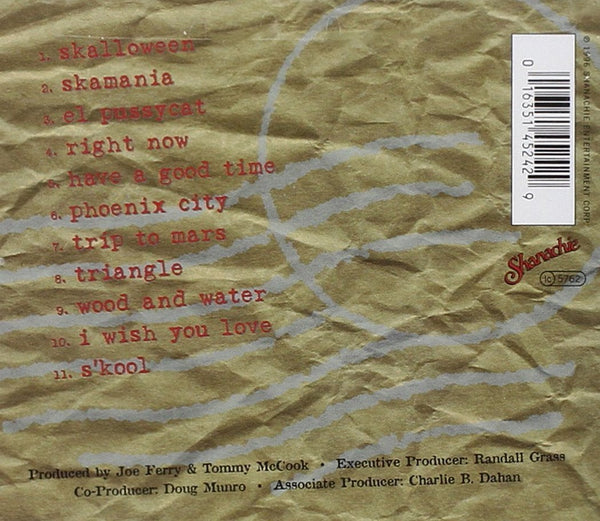 1. skalloween
2. skamania
3. el pussycat
4. right now
5. have a good time
6. phoenix city
7. trip to mars
8. triangle
9. wood and water
10. i wish you love
11. s'kool
Produced by Joe Ferry & Tommy McCook • Executive Producer: Randall Grass
Co-Producer: Doug Munro • Associate Producer: Charlie B. Dahan
0 16351 45242 9
℗ 1996 SHANACHIE ENTERTAINMENT CORP.
Shanachie
lc 5762